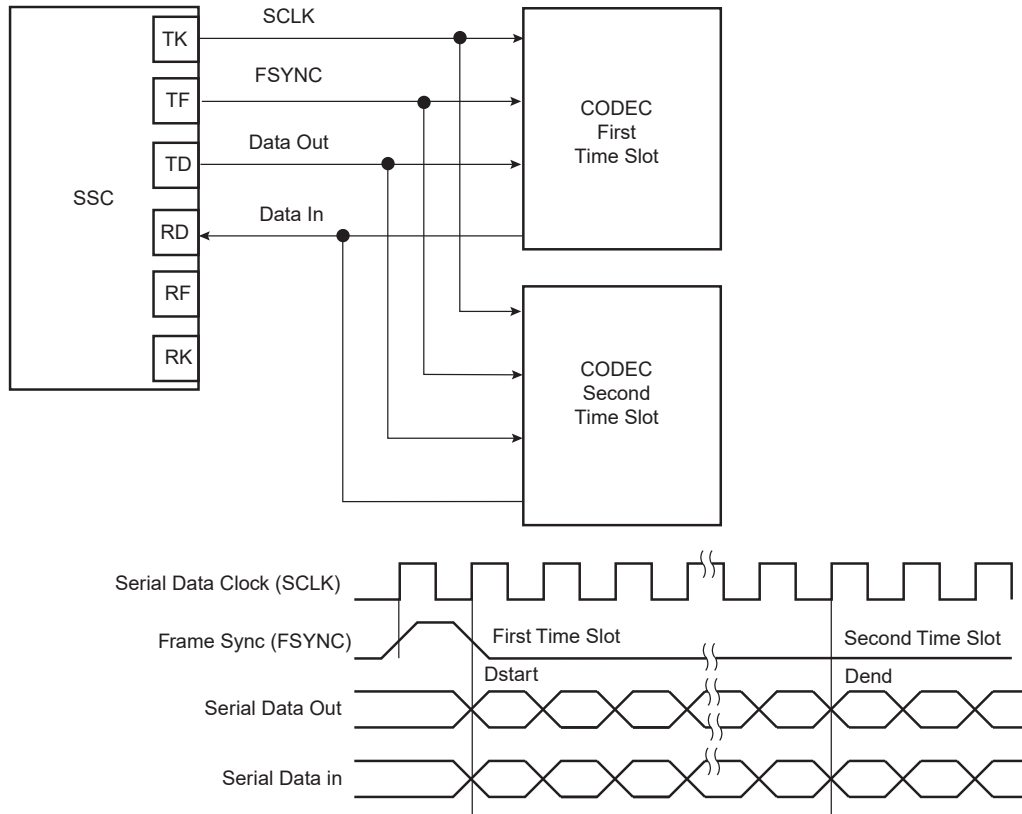 SCLK
TK
FSYNC
TF
CODEC
First
Time Slot
Data Out
TD
SSC
Data In
RD
RF
RK
CODEC
Second
Time Slot
Serial Data Clock (SCLK)
Frame Sync (FSYNC)
First Time Slot
Second Time Slot
Dstart
Dend
Serial Data Out
Serial Data in